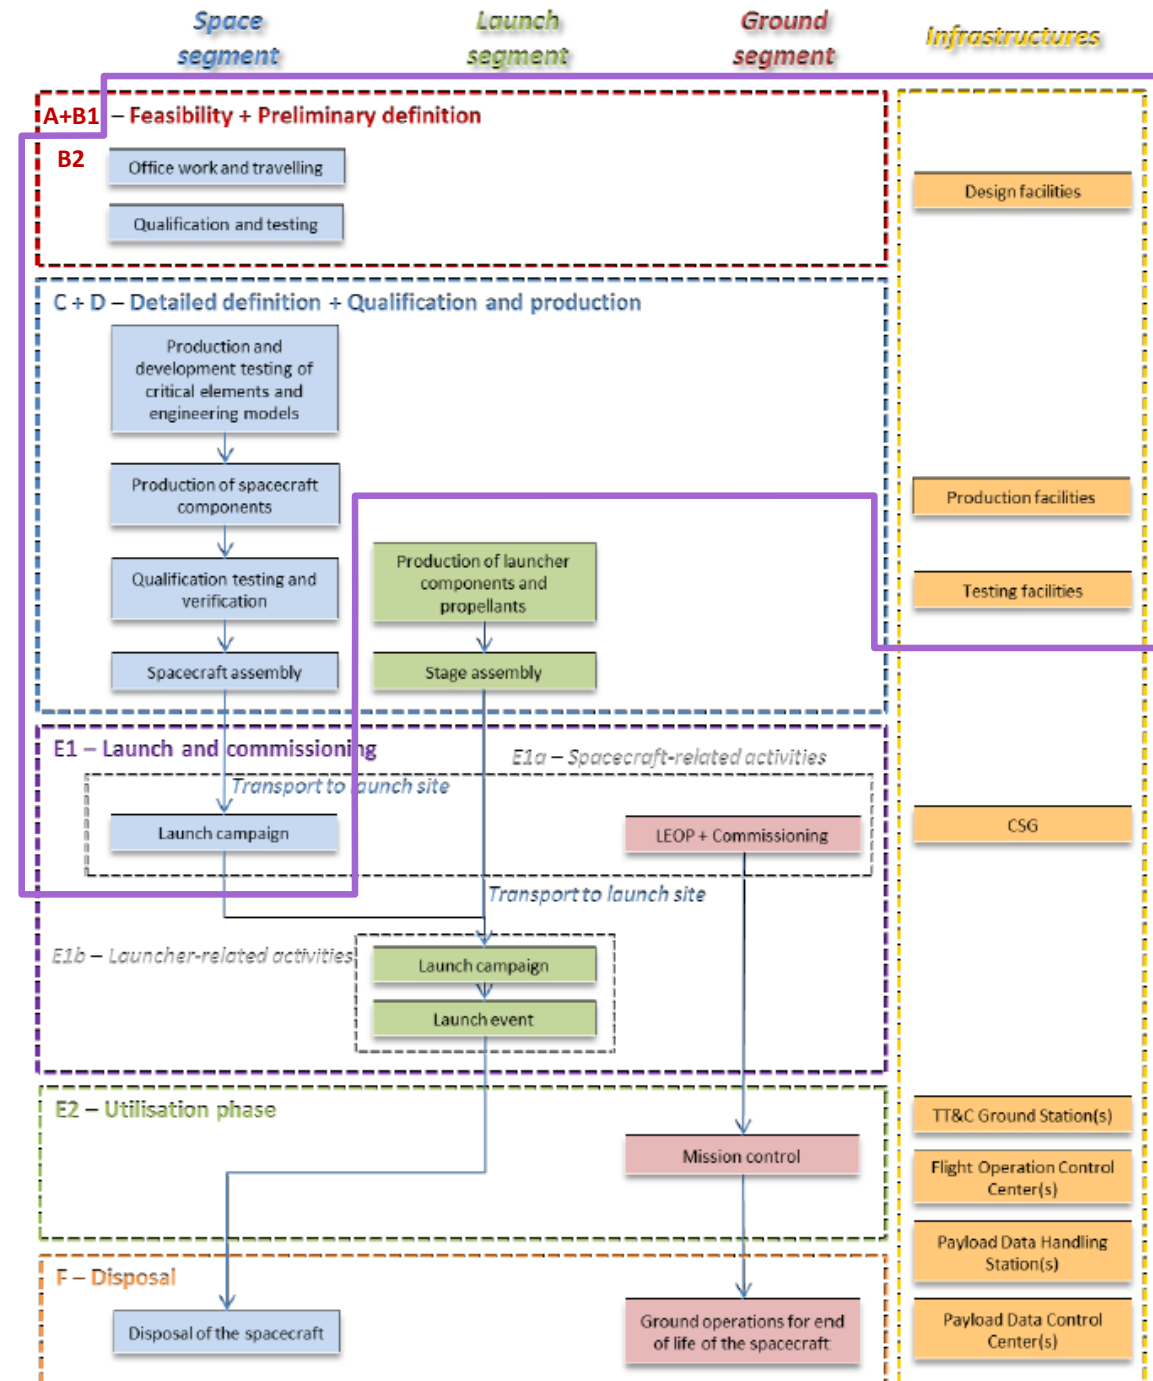 Space
segment
Launch
segment
Ground
segment
Infrastructures
A+B1 – Feasibility + Preliminary definition
B2
Office work and travelling
Qualification and testing
Design facilities
C + D – Detailed definition + Qualification and production
Production and
development testing of
critical elements and
engineering models
Production of spacecraft
components
Production facilities
Qualification testing and
verification
Production of launcher
components and
propellants
Testing facilities
Spacecraft assembly
Stage assembly
E1 – Launch and commissioning
E1a – Spacecraft-related activities
Transport to launch site
Launch campaign
LEOP + Commissioning
CSG
Transport to launch site
E1b – Launcher-related activities
Launch campaign
Launch event
E2 – Utilisation phase
TT&C Ground Station(s)
Mission control
Flight Operation Control
Center(s)
Payload Data Handling
Station(s)
F – Disposal
Disposal of the spacecraft
Ground operations for end
of life of the spacecraft
Payload Data Control
Center(s)